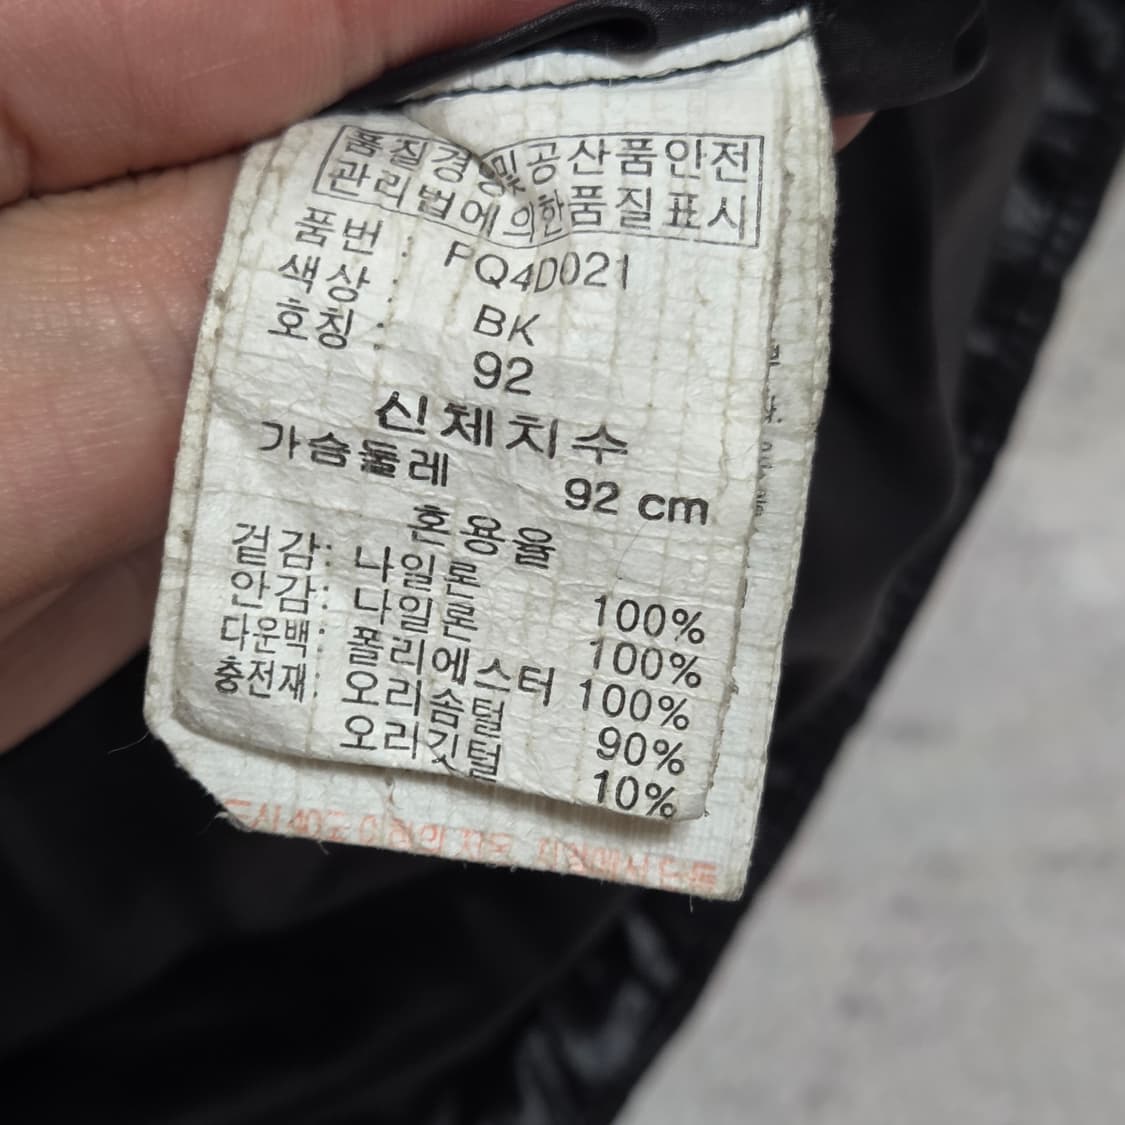 품질경영및공산품안전
관리법에의한품질표시
품번 : PQ4D021
색상 : BK
호칭 : 92
신체치수
가슴둘레 92 cm
혼용율
겉감: 나일론 100%
안감: 나일론 100%
다운백: 폴리에스터 100%
충전재: 오리솜털 90%
오리깃털 10%